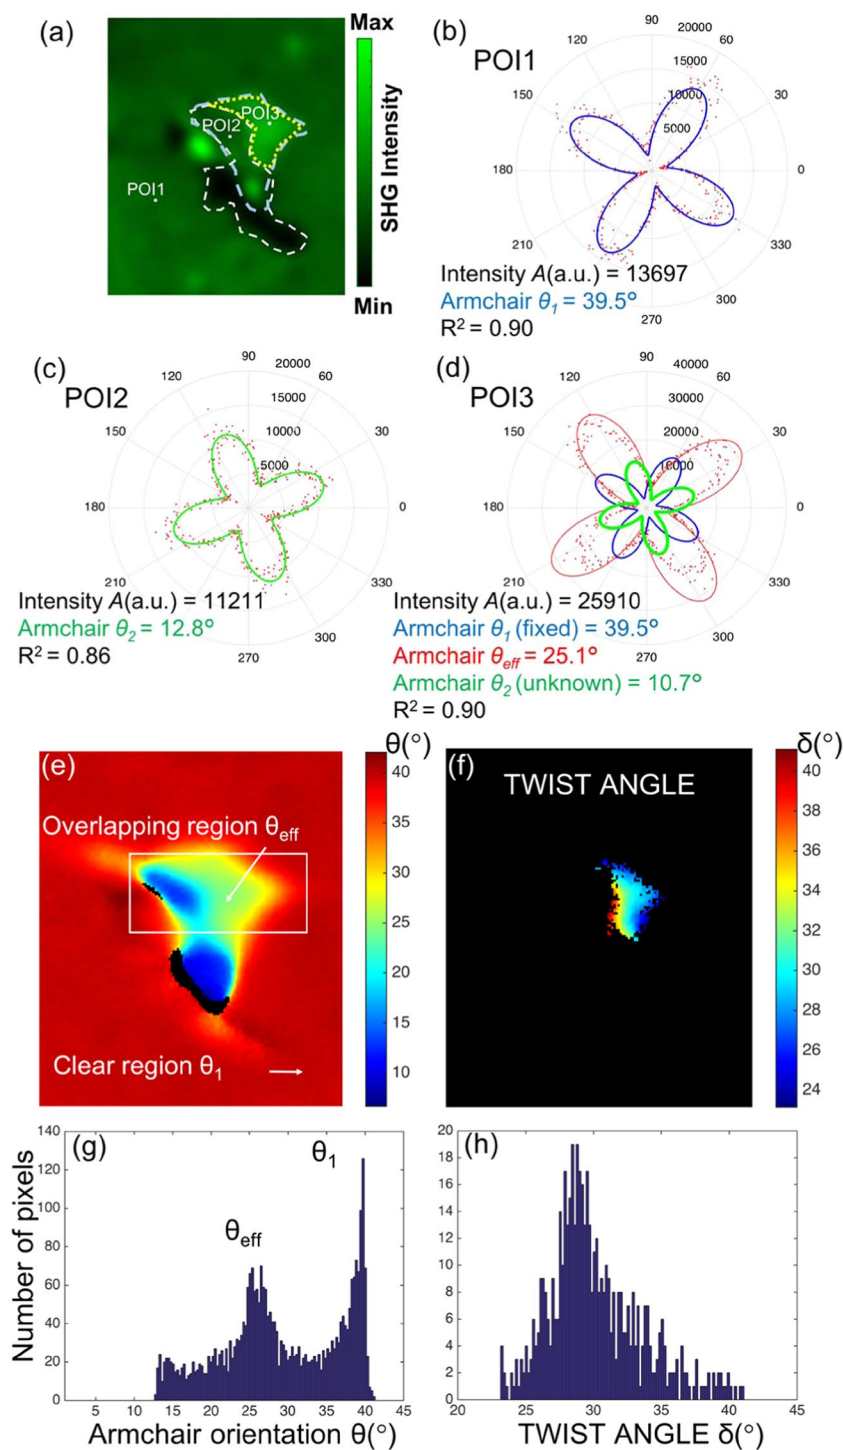 (a)
Max
POI3
POI2
POI1
SHG Intensity
Min
(b)
POI1
90
20000
120
60
15000
10000
150
30
5000
180
0
210
330
240
300
270
Intensity A(a.u.) = 13697
Armchair θ1 = 39.5°
R2 = 0.90
(c)
POI2
90
20000
120
60
15000
10000
150
30
5000
180
0
210
330
300
270
Intensity A(a.u.) = 11211
Armchair θ2 = 12.8°
R2 = 0.86
(d)
POI3
90
40000
120
60
30000
20000
150
30
10000
180
0
210
330
300
270
Intensity A(a.u.) = 25910
Armchair θ1 (fixed) = 39.5°
Armchair θeff = 25.1°
Armchair θ2 (unknown) = 10.7°
R2 = 0.90
(e)
θ(°)
Overlapping region θeff
Clear region θ1
40
35
30
25
20
15
10
(f)
TWIST ANGLE
δ(°)
40
38
36
34
32
30
28
26
24
(g)
θ1
θeff
Number of pixels
140
120
100
80
60
40
20
0
5
10
15
20
25
30
35
40
45
Armchair orientation θ(°)
(h)
20
18
16
14
12
10
8
6
4
2
0
20
25
30
35
40
45
TWIST ANGLE δ(°)